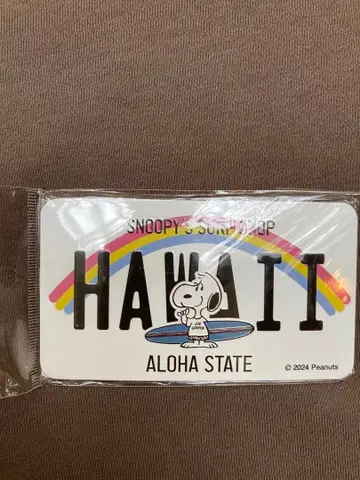 SNOOPY'S SURF SHOP
HAWAII
ALOHA STATE
© 2024 Peanuts